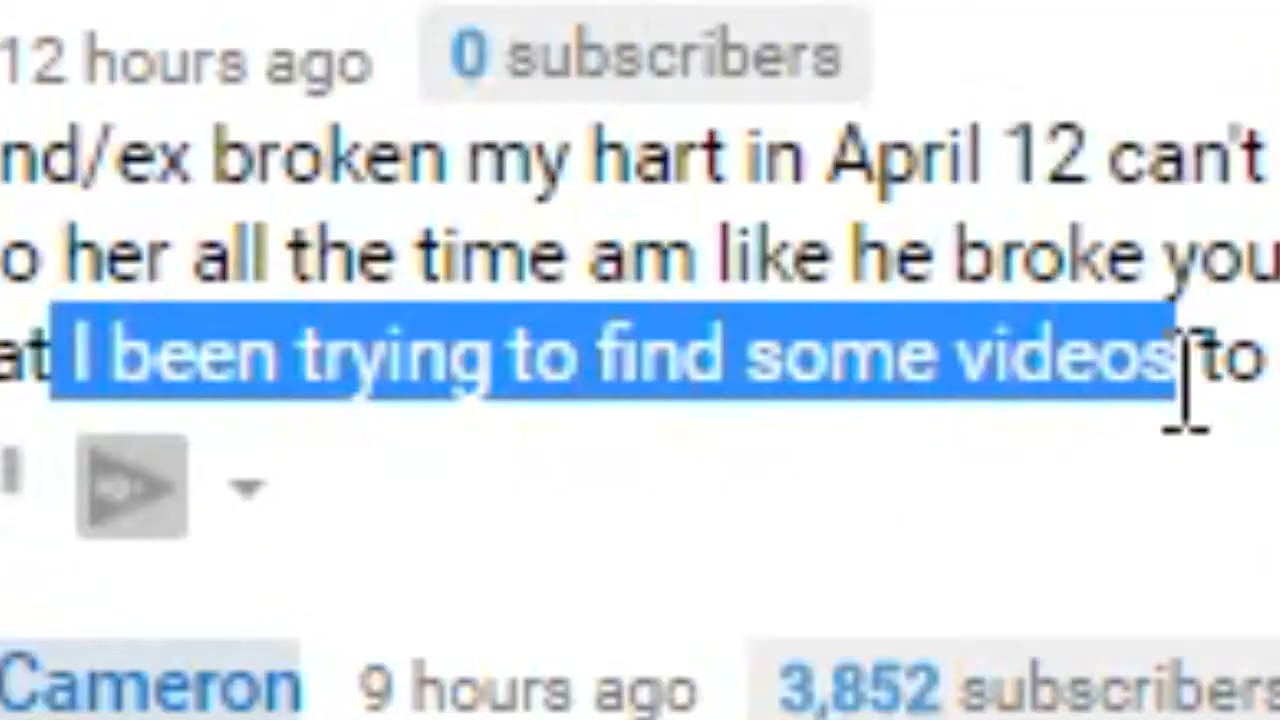 12 hours ago 0 subscribers
nd/ex broken my hart in April 12 can't
o her all the time am like he broke you
at I been trying to find some videos to
Cameron 9 hours ago 3,852 subscribers